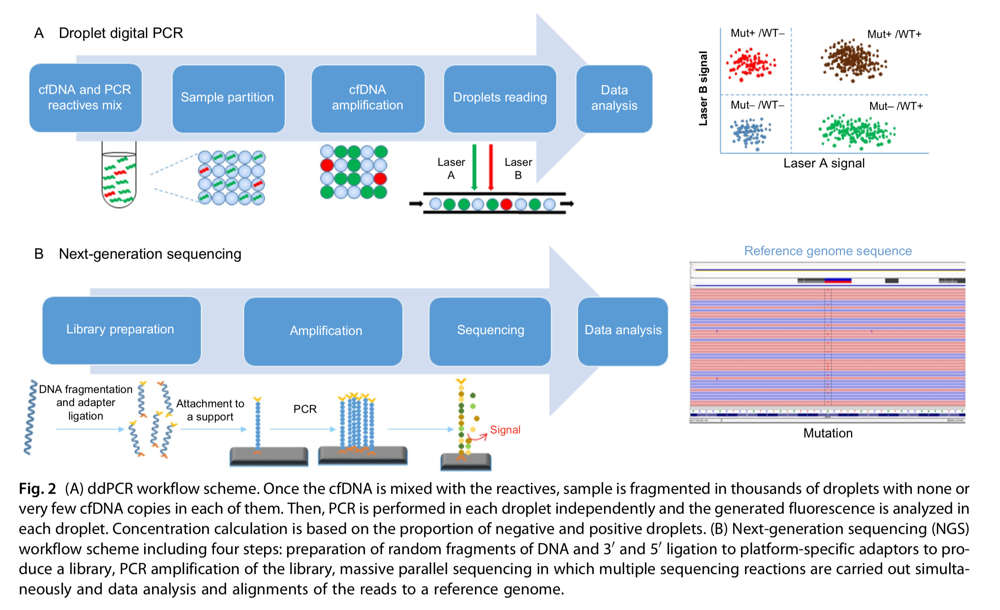 A Droplet digital PCR
cfDNA and PCR
reactives mix
Sample partition
cfDNA
amplification
Droplets reading
Data
analysis
Laser
A
Laser
B
Laser B signal
Mut+ /WT–
Mut+ /WT+
Mut– /WT–
Mut– /WT+
Laser A signal
B Next-generation sequencing
Library preparation
Amplification
Sequencing
Data analysis
DNA fragmentation
and adapter
ligation
Attachment to
a support
PCR
Signal
Reference genome sequence
Mutation
Fig. 2 (A) ddPCR workflow scheme. Once the cfDNA is mixed with the reactives, sample is fragmented in thousands of droplets with none or
very few cfDNA copies in each of them. Then, PCR is performed in each droplet independently and the generated fluorescence is analyzed in
each droplet. Concentration calculation is based on the proportion of negative and positive droplets. (B) Next-generation sequencing (NGS)
workflow scheme including four steps: preparation of random fragments of DNA and 3′ and 5′ ligation to platform-specific adaptors to pro-
duce a library, PCR amplification of the library, massive parallel sequencing in which multiple sequencing reactions are carried out simulta-
neously and data analysis and alignments of the reads to a reference genome.